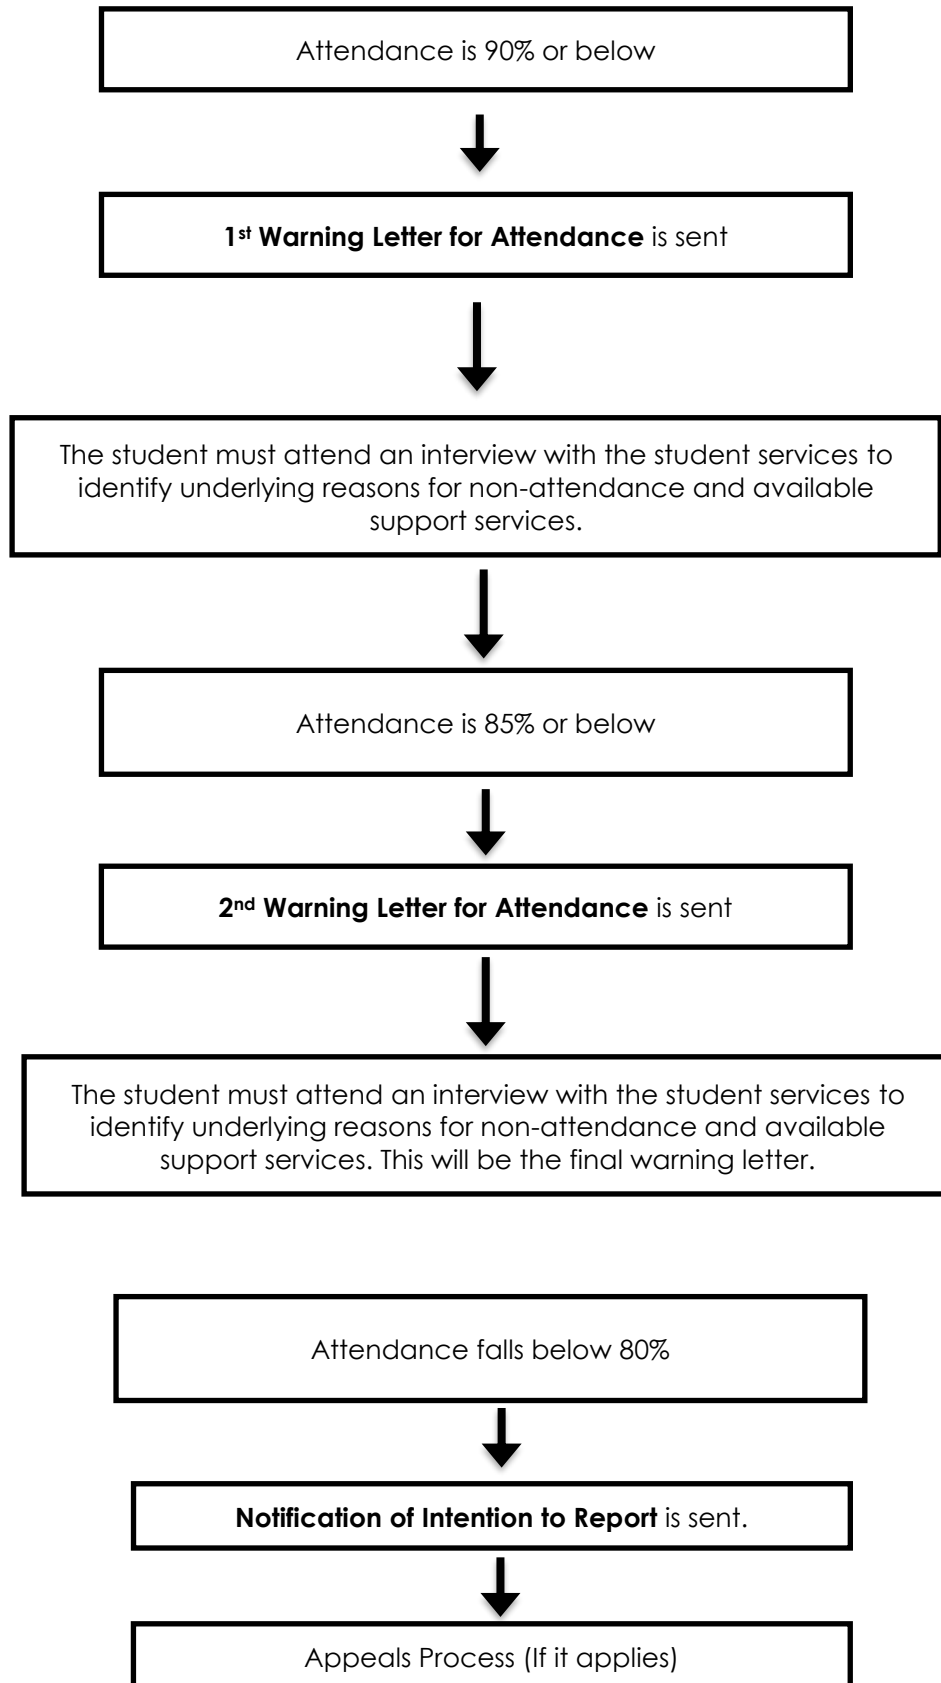 Attendance is 90% or below
1st Warning Letter for Attendance is sent
The student must attend an interview with the student services to
identify underlying reasons for non-attendance and available
support services.
Attendance is 85% or below
2nd Warning Letter for Attendance is sent
The student must attend an interview with the student services to
identify underlying reasons for non-attendance and available
support services. This will be the final warning letter.
Attendance falls below 80%
Notification of Intention to Report is sent.
Appeals Process (If it applies)